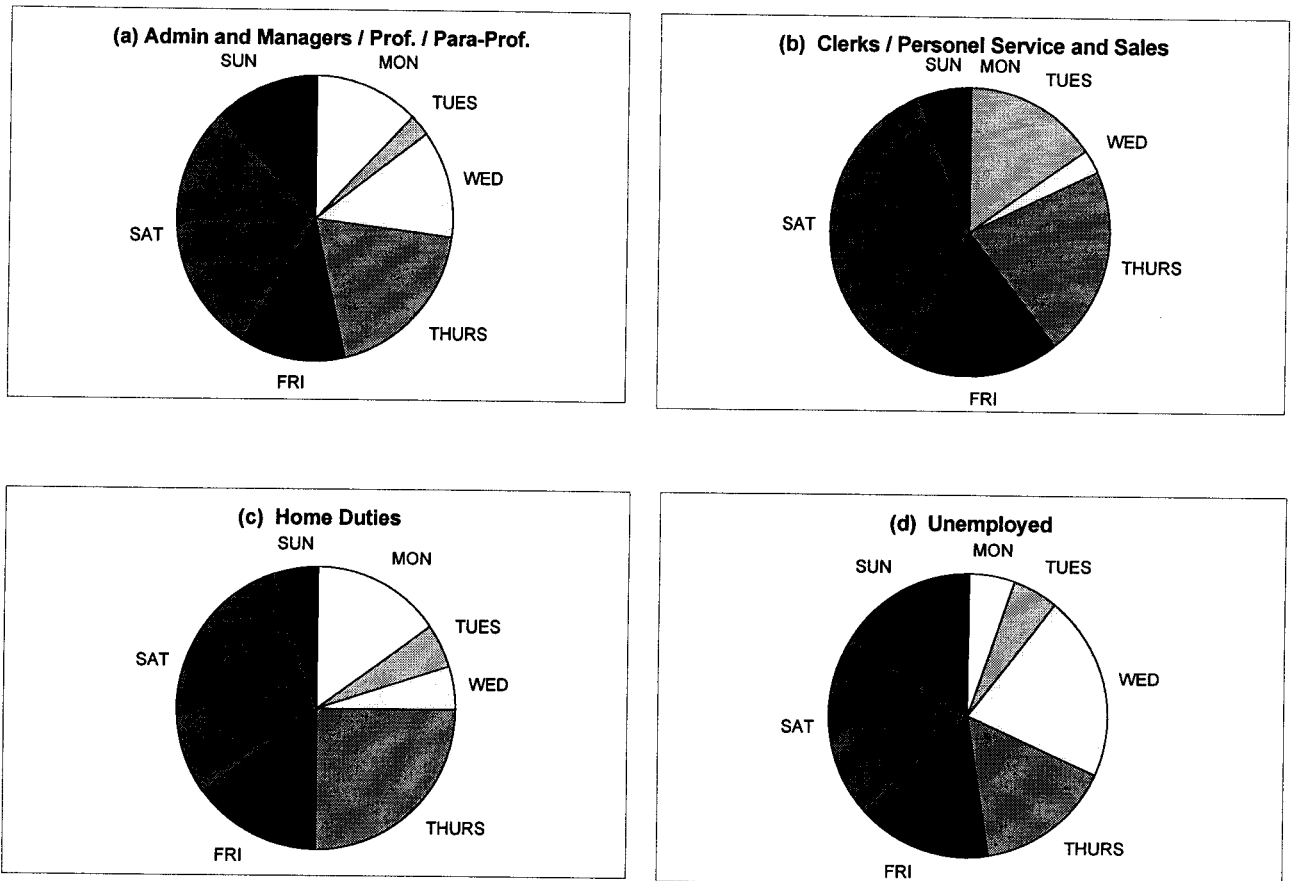 (a) Admin and Managers / Prof. / Para-Prof.
SUN MON
TUES
WED
SAT
THURS
FRI
(b) Clerks / Personel Service and Sales
SUN MON TUES
WED
SAT
THURS
FRI
(c) Home Duties
SUN MON
TUES
SAT
WED
THURS
FRI
(d) Unemployed
MON
SUN TUES
WED
SAT
THURS
FRI